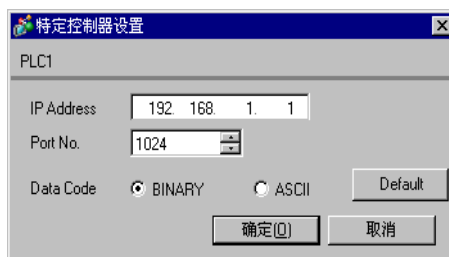 特定控制器设置
PLC1
IP Address 192. 168. 1. 1
Port No. 1024
Data Code BINARY ASCII Default
确定(O) 取消